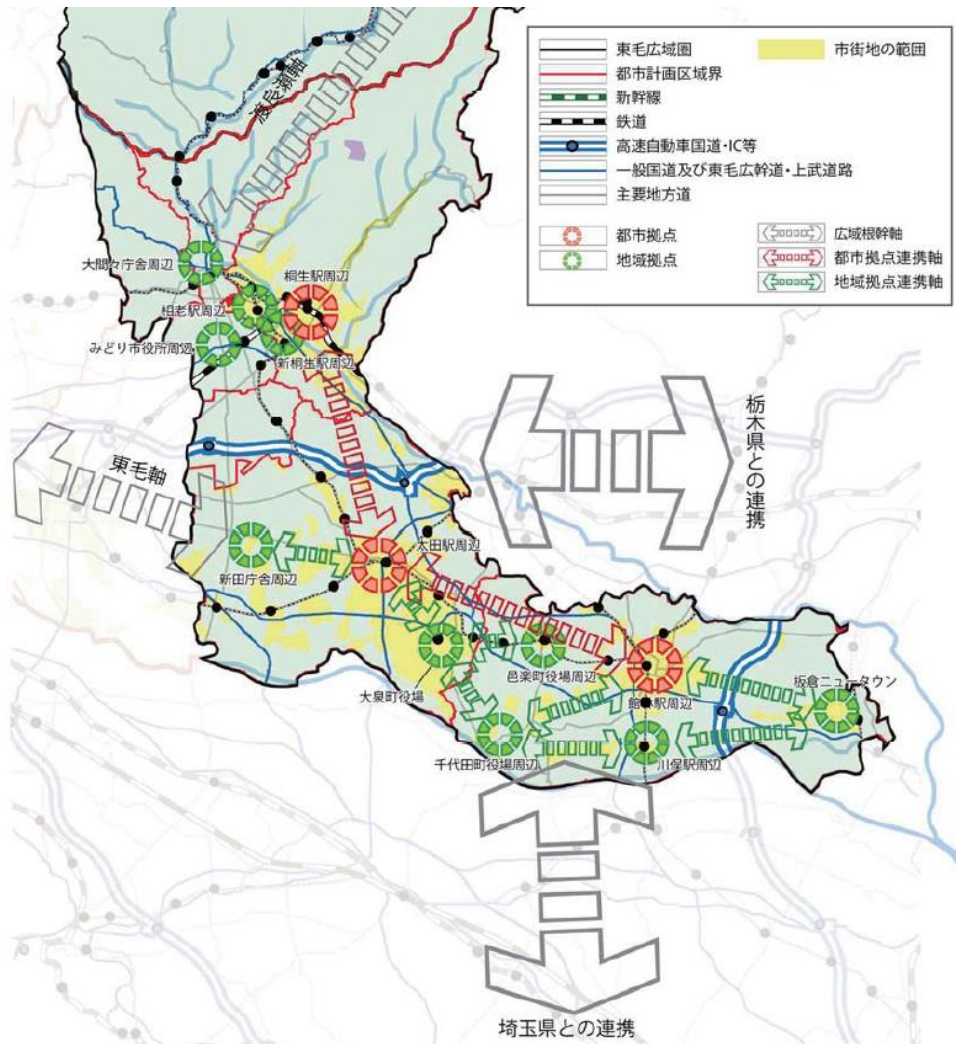 東毛広域圏
都市計画区域界
新幹線
鉄道
高速自動車国道・IC等
一般国道及び東毛広幹道・上武道路
主要地方道
市街地の範囲
都市拠点
地域拠点
広域根幹軸
都市拠点連携軸
地域拠点連携軸
渡良瀬軸
大間々庁舎周辺
桐生駅周辺
相老駅周辺
みどり市役所周辺
新桐生駅周辺
栃木県との連携
東毛軸
太田駅周辺
新田庁舎周辺
大泉町役場
邑楽町役場周辺
館林駅周辺
板倉ニュータウン
千代田町役場周辺
川俣駅周辺
埼玉県との連携